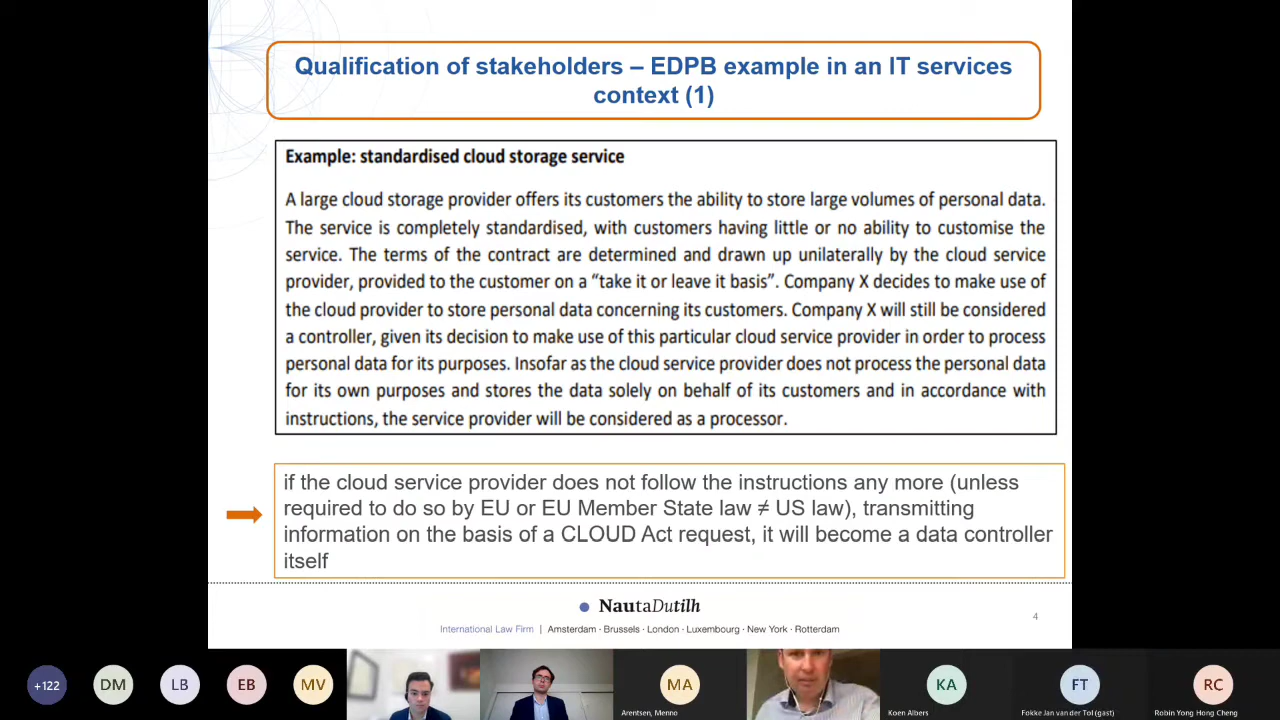 Qualification of stakeholders – EDPB example in an IT services
context (1)
Example: standardised cloud storage service
A large cloud storage provider offers its customers the ability to store large volumes of personal data.
The service is completely standardised, with customers having little or no ability to customise the
service. The terms of the contract are determined and drawn up unilaterally by the cloud service
provider, provided to the customer on a “take it or leave it basis”. Company X decides to make use of
the cloud provider to store personal data concerning its customers. Company X will still be considered
a controller, given its decision to make use of this particular cloud service provider in order to process
personal data for its purposes. Insofar as the cloud service provider does not process the personal data
for its own purposes and stores the data solely on behalf of its customers and in accordance with
instructions, the service provider will be considered as a processor.
if the cloud service provider does not follow the instructions any more (unless
required to do so by EU or EU Member State law ≠ US law), transmitting
information on the basis of a CLOUD Act request, it will become a data controller
itself
NautaDutilh
4
International Law Firm | Amsterdam · Brussels · London · Luxembourg · New York · Rotterdam
+122 DM LB EB MV MA KA FT RC
Arentsen, Menno Koen Albers Fokke Jan van der Tol (gast) Robin Yong Hong Cheng